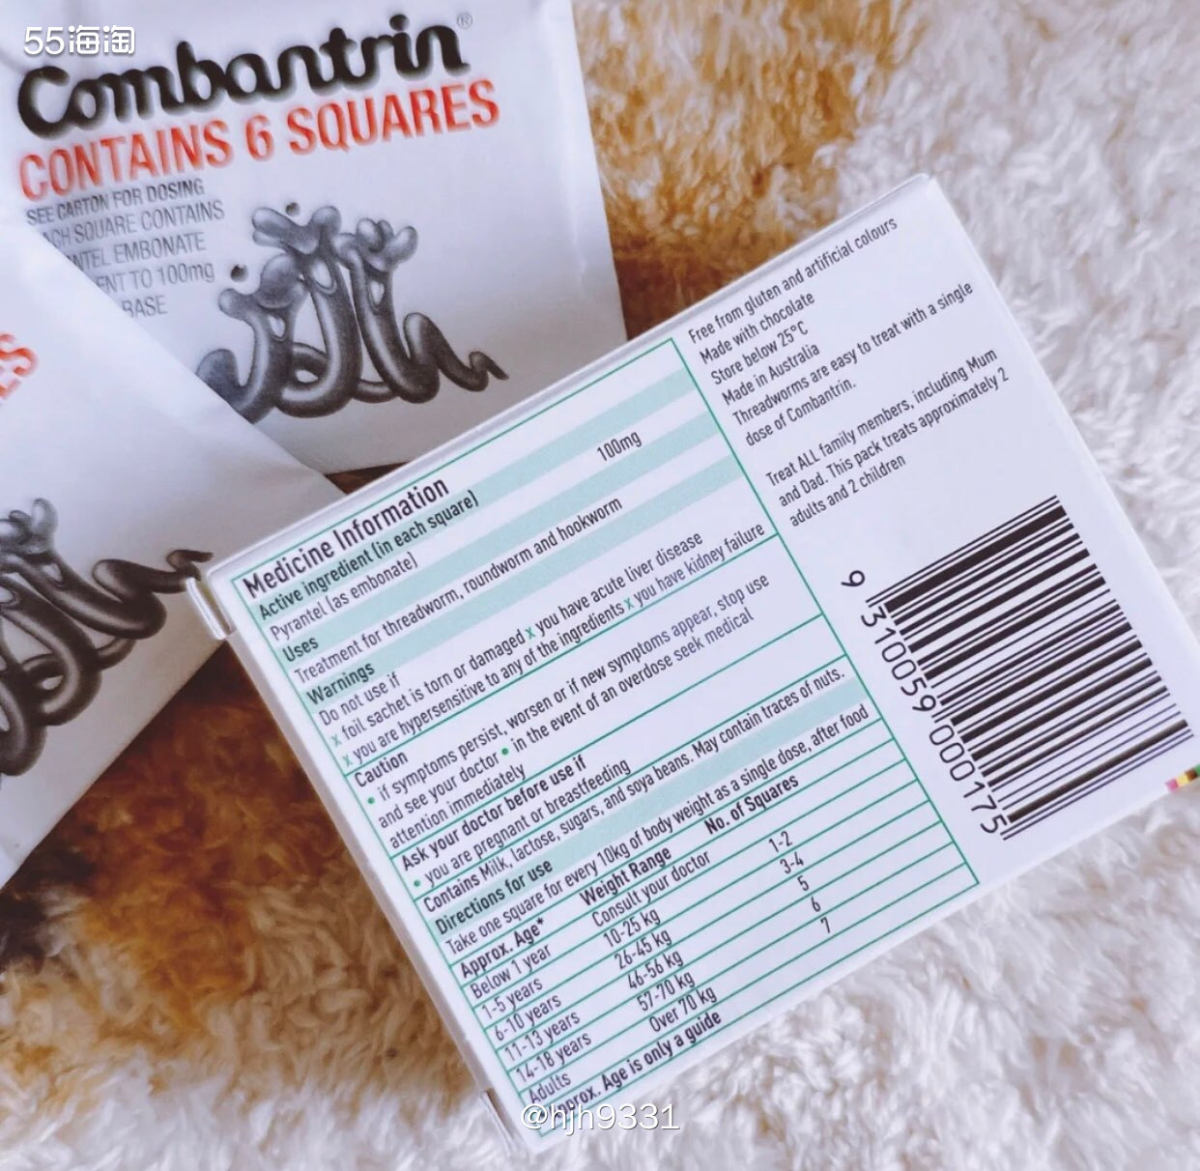 55海淘
Combantrin®
CONTAINS 6 SQUARES
SEE CARTON FOR DOSING
ACH SQUARE CONTAINS
NTEL EMBONATE
ENT TO 100mg
BASE
ES
Medicine Information
Active ingredient (in each square)
Pyrantel (as embonate) 100mg
Uses
Treatment for threadworm, roundworm and hookworm
Warnings
Do not use if
x foil sachet is torn or damaged x you have acute liver disease
x you are hypersensitive to any of the ingredients x you have kidney failure
Caution
• if symptoms persist, worsen or if new symptoms appear, stop use
and see your doctor • in the event of an overdose seek medical
attention immediately
Ask your doctor before use if
• you are pregnant or breastfeeding
Contains Milk, lactose, sugars, and soya beans. May contain traces of nuts.
Directions for use
Take one square for every 10kg of body weight as a single dose, after food
Approx. Age* Weight Range No. of Squares
Below 1 year Consult your doctor
1-5 years 10-25 kg 1-2
6-10 years 26-45 kg 3-4
11-13 years 46-56 kg 5
14-18 years 57-70 kg 6
Adults Over 70 kg 7
pprox. Age is only a guide
Free from gluten and artificial colours
Made with chocolate
Store below 25°C
Made in Australia
Threadworms are easy to treat with a single
dose of Combantrin.
Treat ALL family members, including Mum
and Dad. This pack treats approximately 2
adults and 2 children
9 310059 000175
@hjh9331